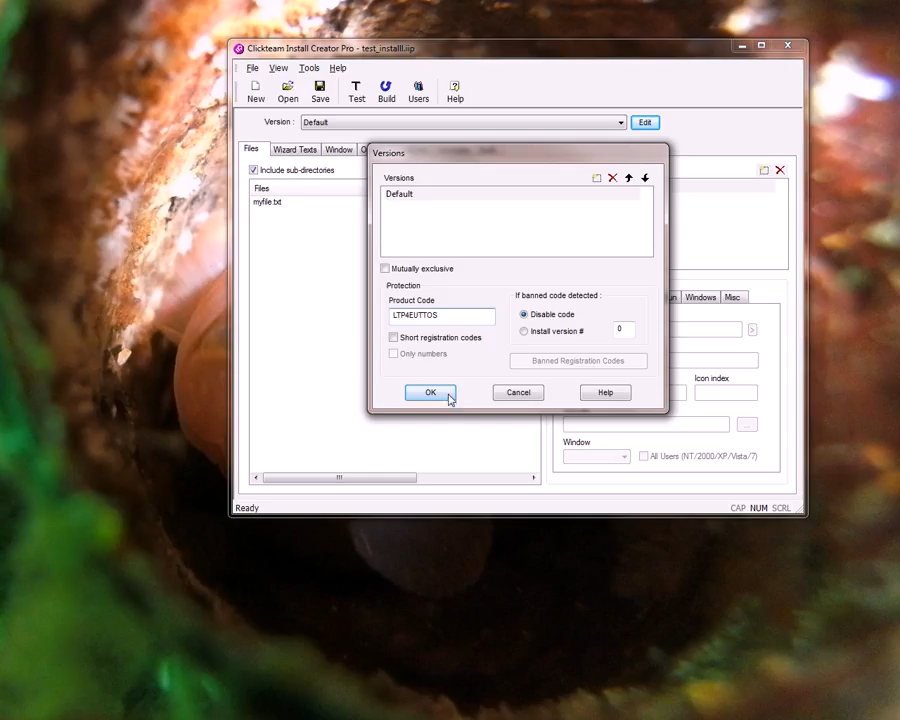 Clickteam Install Creator Pro - test_installl.iip
File View Tools Help
New Open Save Test Build Users Help
Version : Default Edit
Files Wizard Texts Window
Include sub-directories
Files
myfile.txt
Versions
Versions
Default
Mutually exclusive
Protection
Product Code
LTP4EUTTOS
Short registration codes
Only numbers
If banned code detected :
Disable code
Install version # 0
Banned Registration Codes
OK Cancel Help
Windows Misc
Icon index
Window
All Users (NT/2000/XP/Vista/7)
Ready
CAP NUM SCRL